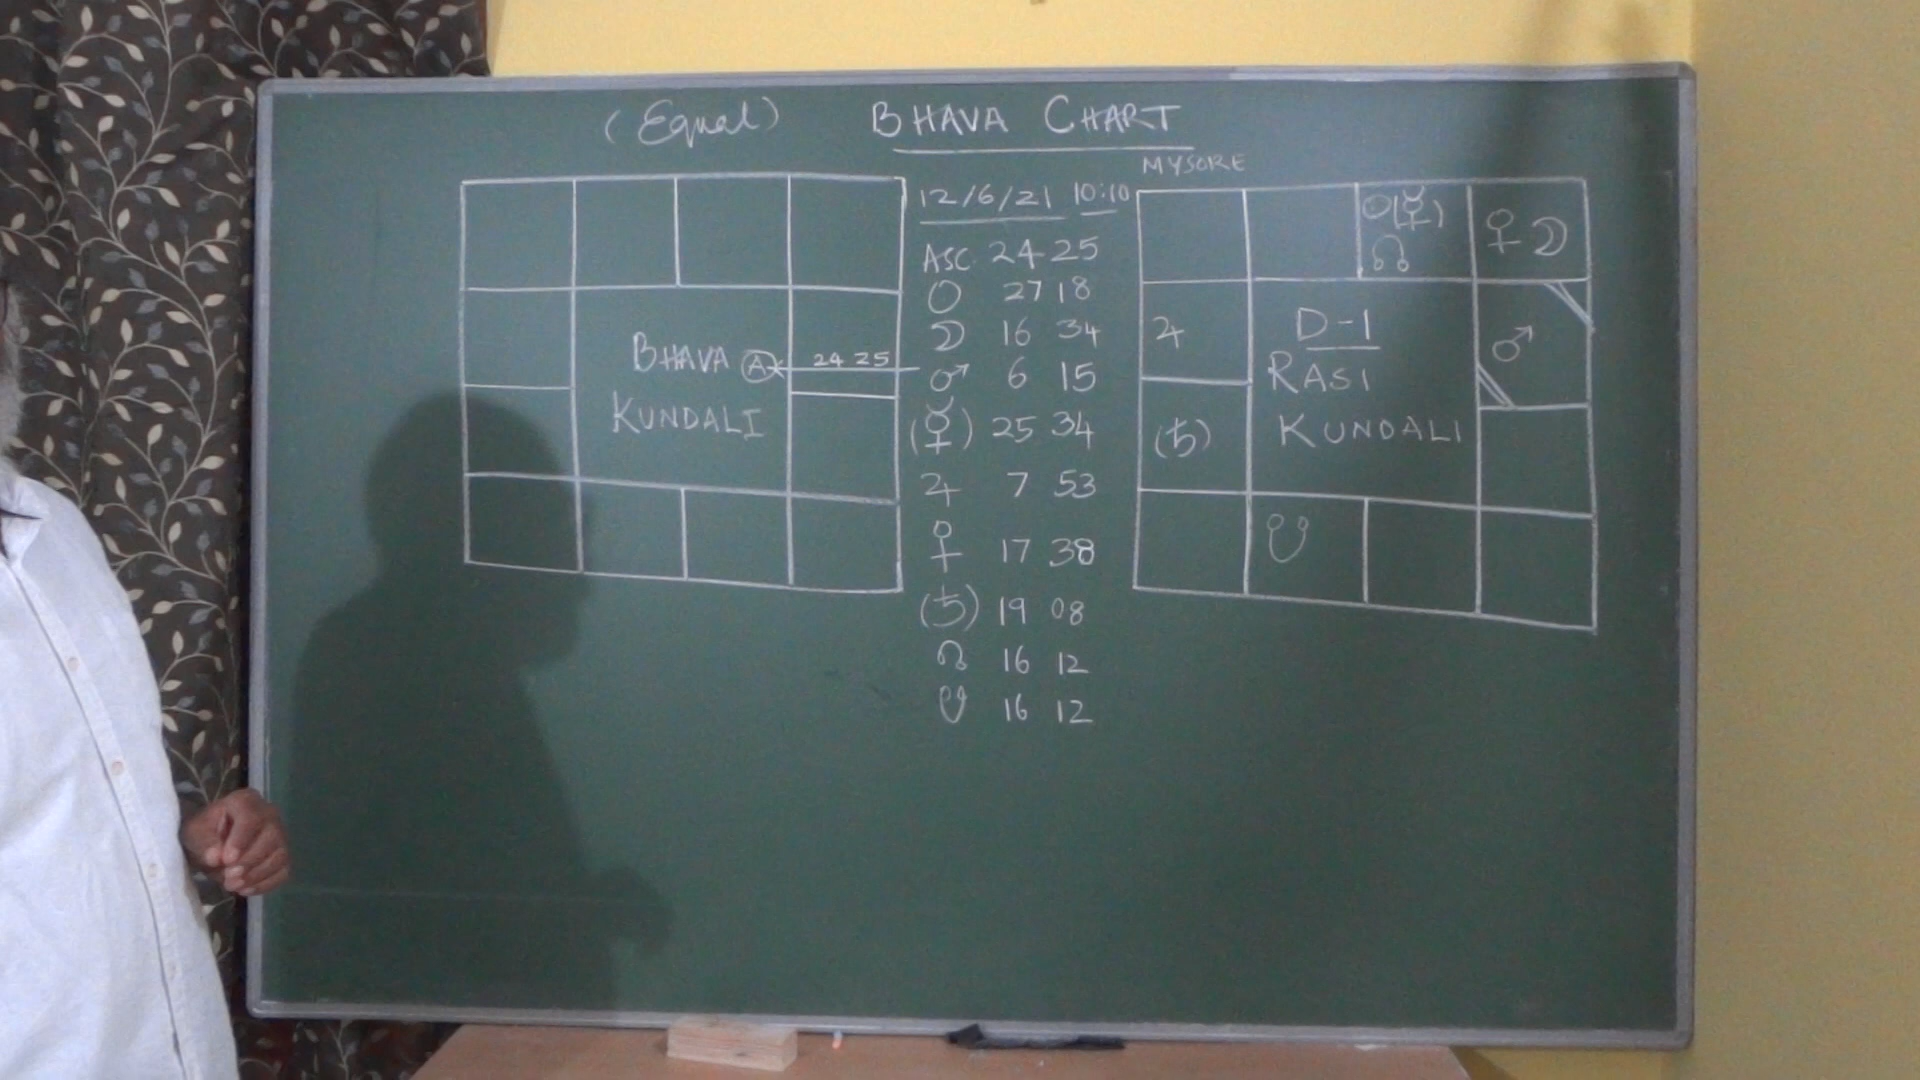 (Equal) BHAVA CHART
MYSORE
12/6/21 10:10
ASC 24 25
☉ 27 18
☽ 16 34
♂ 6 15
(☿) 25 34
♃ 7 53
♀ 17 38
(♄) 19 08
☊ 16 12
☋ 16 12
BHAVA A 24 25
KUNDALI
☉(☿)
☊
♀ ☽
♃
♂
(♄)
☋
D-1
RASI
KUNDALI